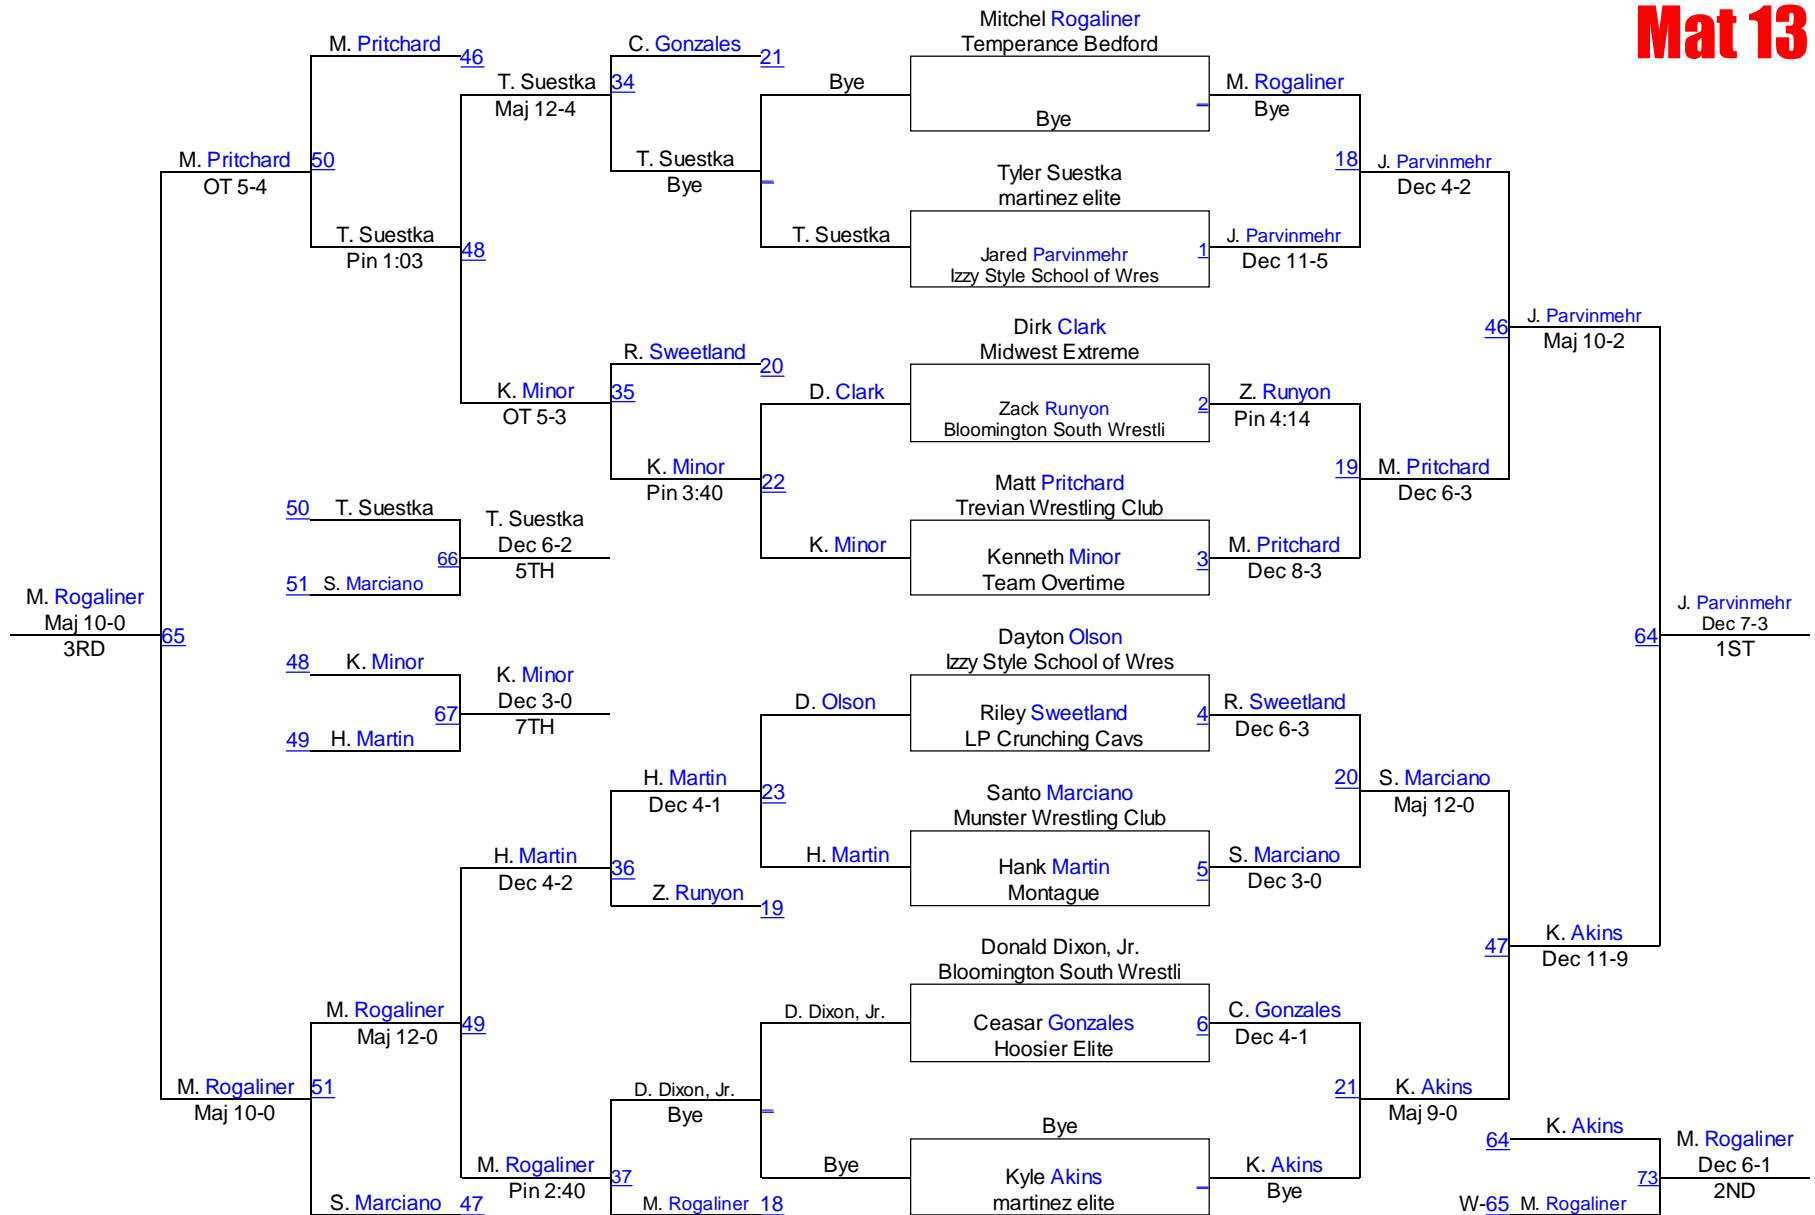 Mat 13
Mitchel Rogaliner
Temperance Bedford
Bye
Tyler Suestka
martinez elite
Jared Parvinmehr
Izzy Style School of Wres
1
Dirk Clark
Midwest Extreme
Zack Runyon
Bloomington South Wrestli
2
Matt Pritchard
Trevian Wrestling Club
Kenneth Minor
Team Overtime
3
Dayton Olson
Izzy Style School of Wres
Riley Sweetland
LP Crunching Cavs
4
Santo Marciano
Munster Wrestling Club
Hank Martin
Montague
5
Donald Dixon, Jr.
Bloomington South Wrestli
Ceasar Gonzales
Hoosier Elite
6
Bye
Kyle Akins
martinez elite
M. Rogaliner
Bye
18
J. Parvinmehr
Dec 11-5
Z. Runyon
Pin 4:14
19
M. Pritchard
Dec 8-3
R. Sweetland
Dec 6-3
20
S. Marciano
Dec 3-0
C. Gonzales
Dec 4-1
21
K. Akins
Bye
J. Parvinmehr
Dec 4-2
46
M. Pritchard
Dec 6-3
S. Marciano
Maj 12-0
47
K. Akins
Maj 9-0
J. Parvinmehr
Maj 10-2
64
K. Akins
Dec 11-9
J. Parvinmehr
Dec 7-3
1ST
64
K. Akins
73
W-65 M. Rogaliner
M. Rogaliner
Dec 6-1
2ND
Bye
T. Suestka
D. Clark
22
K. Minor
D. Olson
23
H. Martin
D. Dixon, Jr.
Bye
C. Gonzales
21
34
T. Suestka
Bye
R. Sweetland
20
35
K. Minor
Pin 3:40
H. Martin
Dec 4-1
36
Z. Runyon
19
D. Dixon, Jr.
Bye
37
M. Rogaliner 18
T. Suestka
Maj 12-4
48
K. Minor
OT 5-3
H. Martin
Dec 4-2
49
M. Rogaliner
Pin 2:40
M. Pritchard
46
50
T. Suestka
Pin 1:03
M. Rogaliner
Maj 12-0
51
S. Marciano 47
M. Pritchard
OT 5-4
65
M. Rogaliner
Maj 10-0
M. Rogaliner
Maj 10-0
3RD
50 T. Suestka
66
51 S. Marciano
T. Suestka
Dec 6-2
5TH
48 K. Minor
67
49 H. Martin
K. Minor
Dec 3-0
7TH